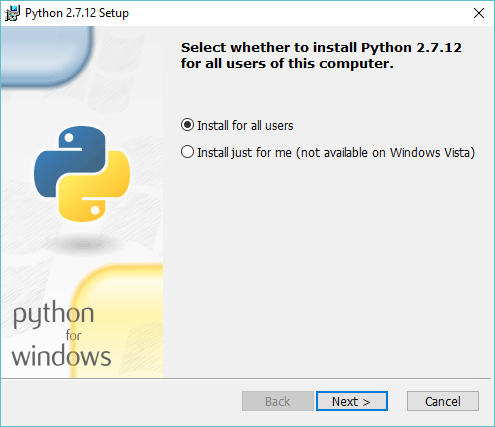 Python 2.7.12 Setup
Select whether to install Python 2.7.12
for all users of this computer.
Install for all users
Install just for me (not available on Windows Vista)
python
for
windows
Back
Next >
Cancel